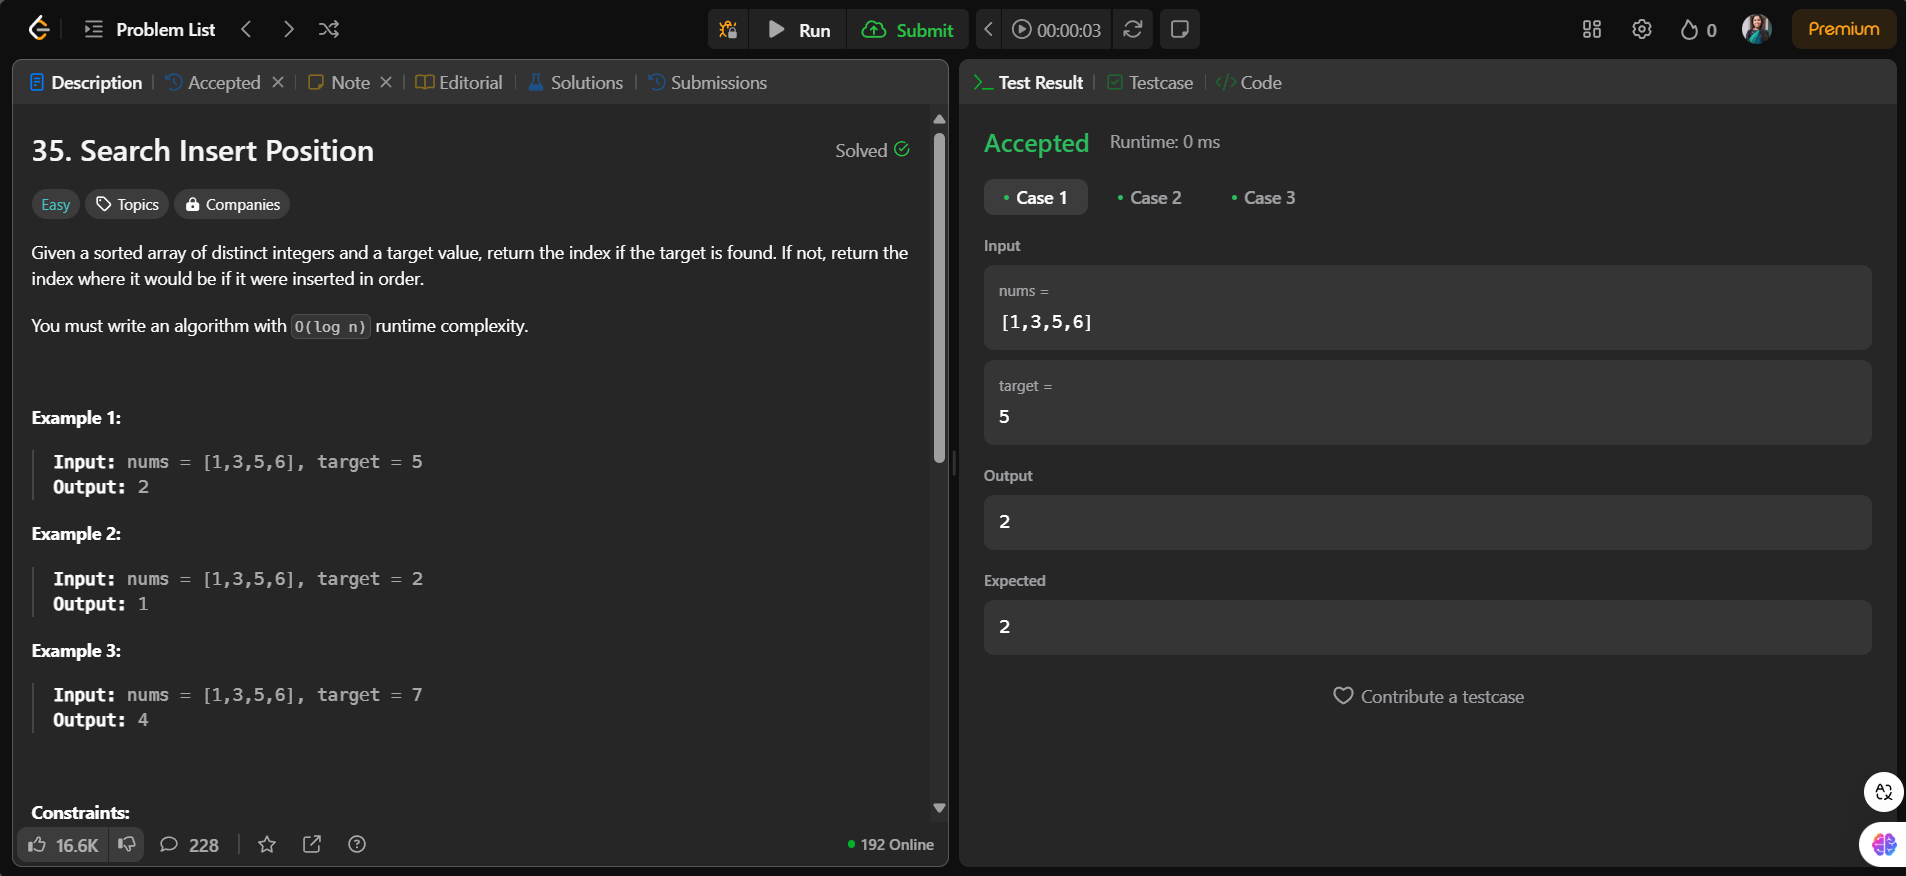 Problem List
Run
Submit
00:00:03
0
Premium
Description
Accepted
Note
Editorial
Solutions
Submissions
35. Search Insert Position
Solved
Easy
Topics
Companies
Given a sorted array of distinct integers and a target value, return the index if the target is found. If not, return the
index where it would be if it were inserted in order.
You must write an algorithm with O(log n) runtime complexity.
Example 1:
Input: nums = [1,3,5,6], target = 5
Output: 2
Example 2:
Input: nums = [1,3,5,6], target = 2
Output: 1
Example 3:
Input: nums = [1,3,5,6], target = 7
Output: 4
Constraints:
16.6K
228
192 Online
Test Result
Testcase
Code
Accepted Runtime: 0 ms
Case 1
Case 2
Case 3
Input
nums =
[1,3,5,6]
target =
5
Output
2
Expected
2
Contribute a testcase